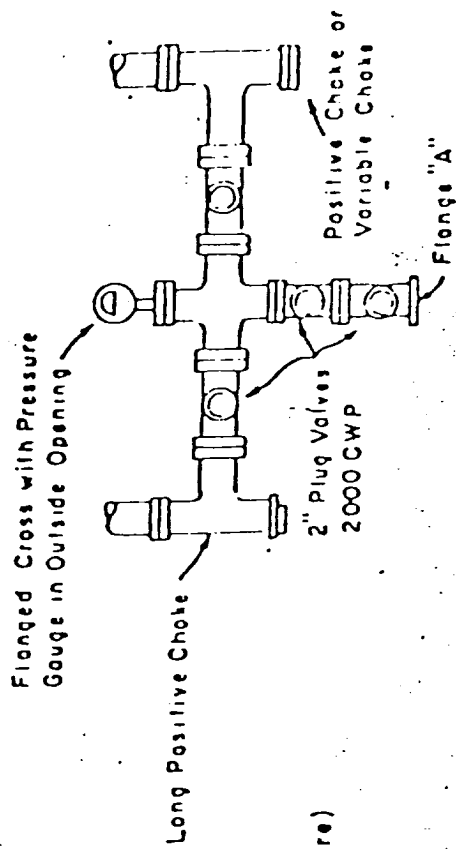 Flanged Cross with Pressure
Gauge in Outside Opening
Long Positive Choke
2" Plug Valves
2000 CWP
Positive Choke or
Variable Choke
Flange "A"
re)